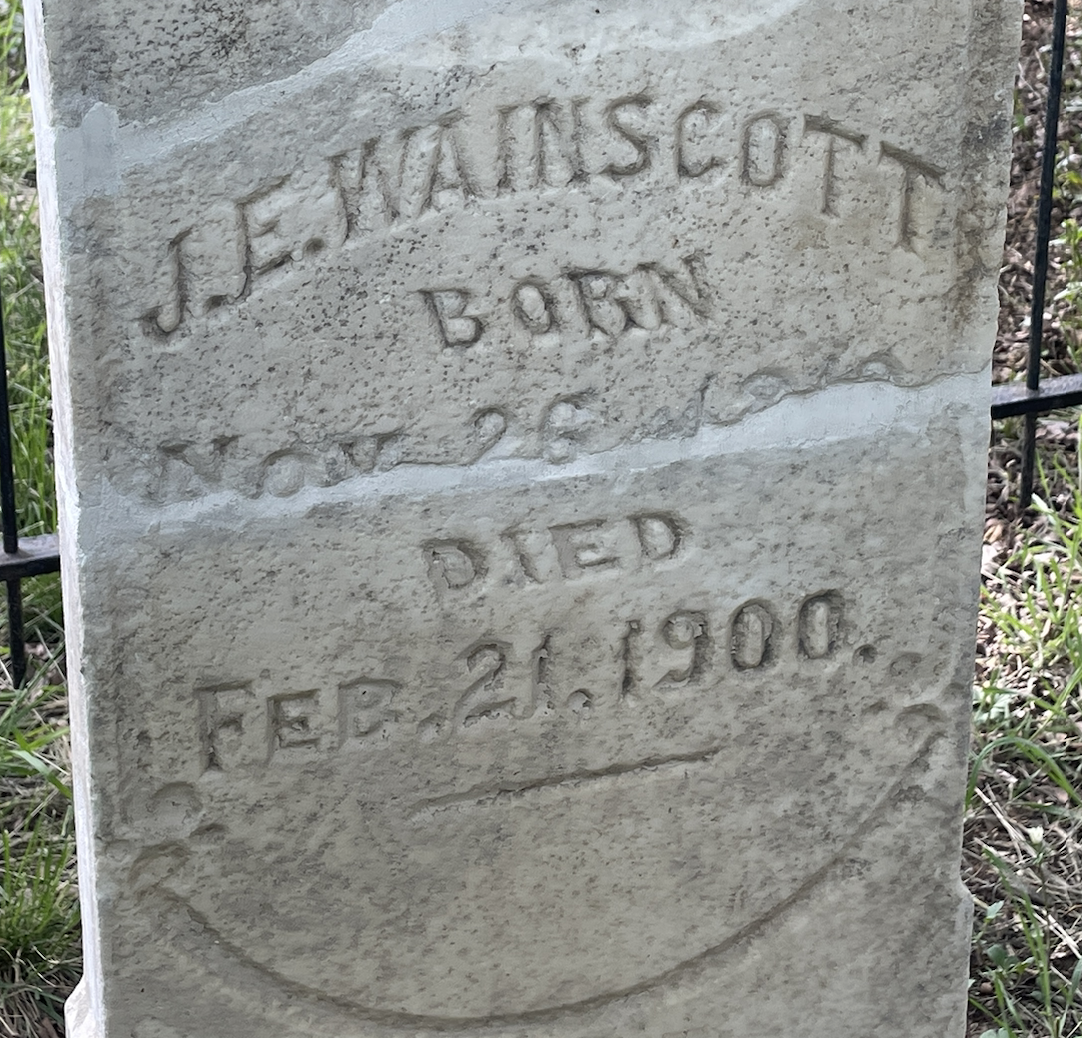 J.E. WAINSCOTT
BORN
NOV 26
DIED
FEB. 21, 1900.